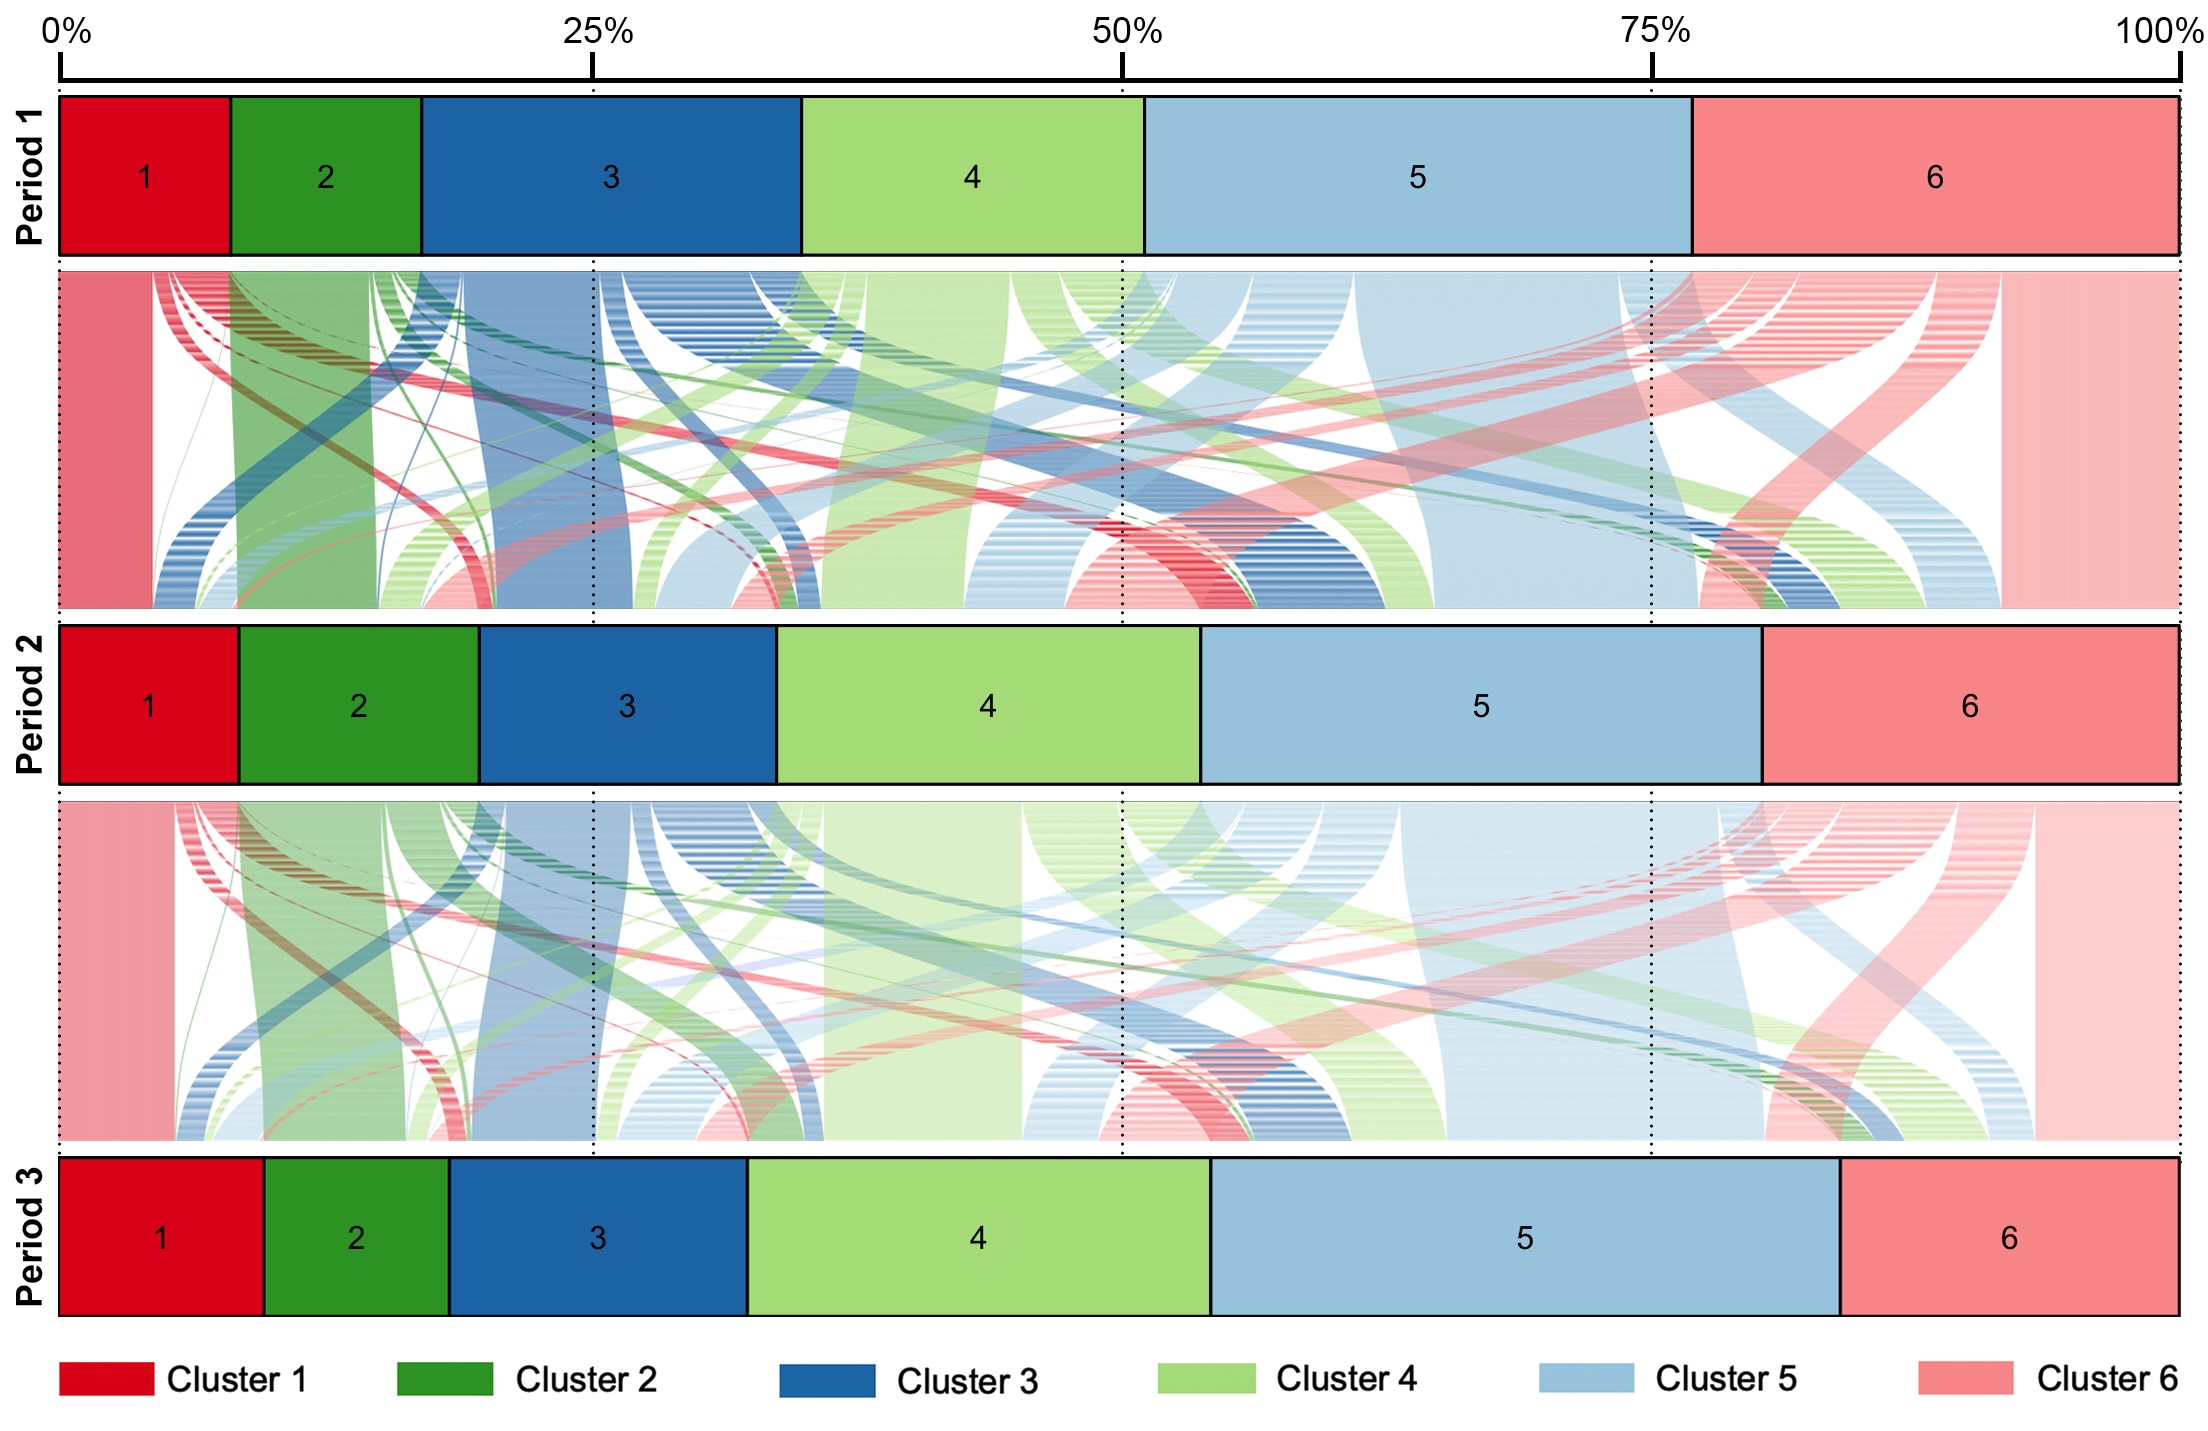 0% 25% 50% 75% 100%
Period 1
1 2 3 4 5 6
Period 2
1 2 3 4 5 6
Period 3
1 2 3 4 5 6
Cluster 1 Cluster 2 Cluster 3 Cluster 4 Cluster 5 Cluster 6